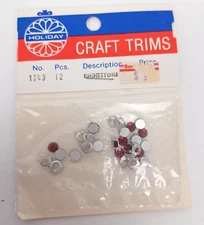 HOLIDAY
CRAFT TRIMS
No. Pcs. Description Price
1243 12 RHINESTONE